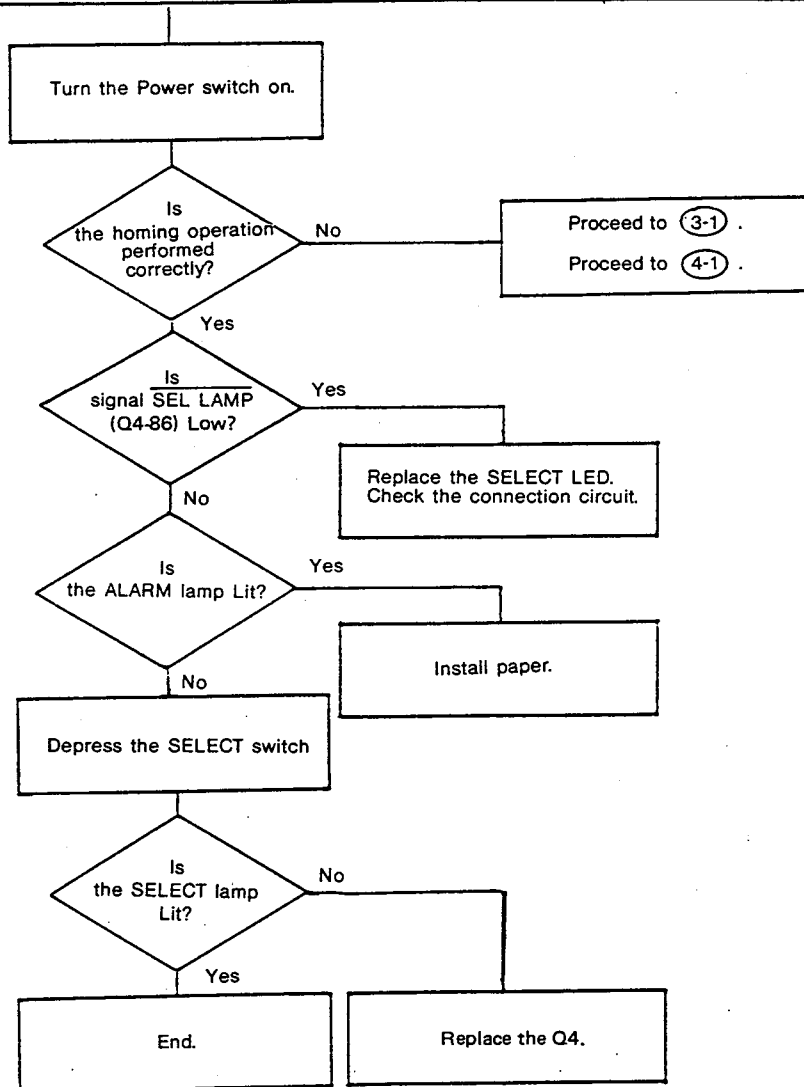 Turn the Power switch on.
Is
the homing operation
performed
correctly?
No
Proceed to (3-1) .
Proceed to (4-1) .
Yes
Is
signal SEL LAMP
(Q4-86) Low?
Yes
Replace the SELECT LED.
Check the connection circuit.
No
Is
the ALARM lamp Lit?
Yes
Install paper.
No
Depress the SELECT switch
Is
the SELECT lamp
Lit?
No
Yes
End.
Replace the Q4.